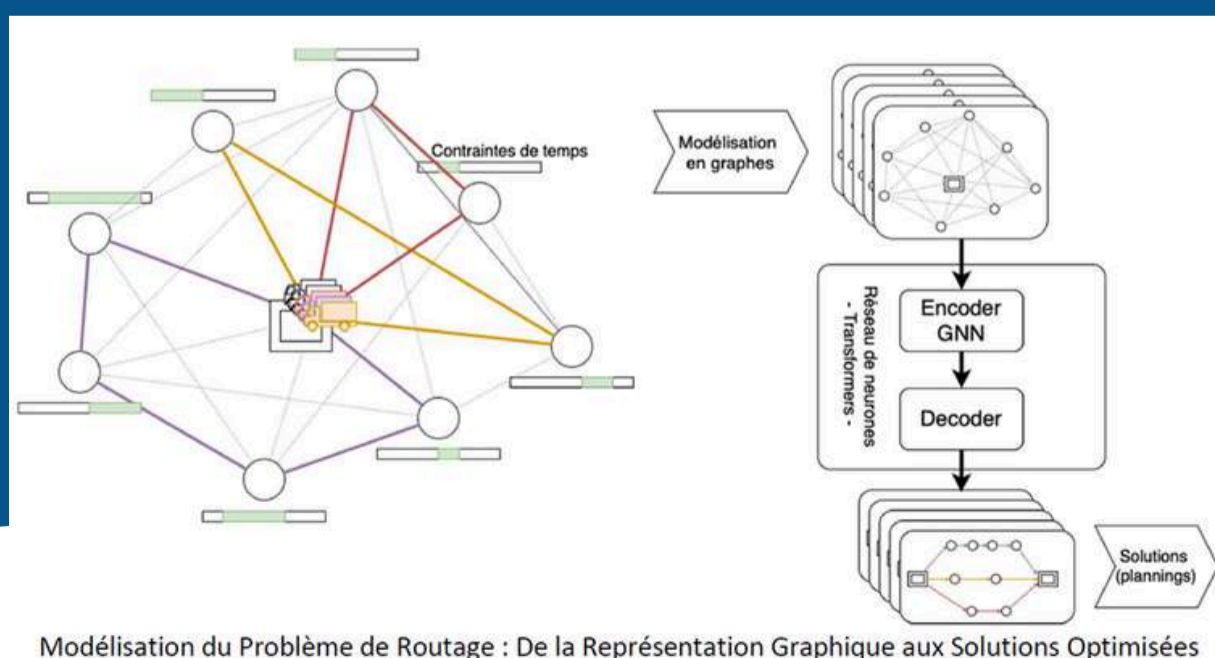 Contraintes de temps
Modélisation
en graphes
Réseau de neurones
- Transformers -
Encoder
GNN
Decoder
Solutions
(plannings)
Modélisation du Problème de Routage : De la Représentation Graphique aux Solutions Optimisées